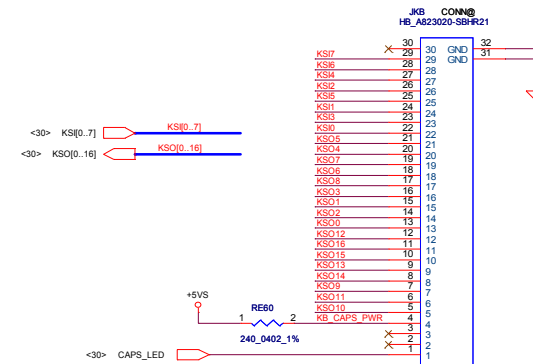 JKB CONN@
HB_A823020-SBHR21
30 30 GND 32
KSI7 29 29 GND 31
KSI6 28 28
KSI4 27 27
KSI2 26 26
KSI5 25 25
KSI1 24 24
KSI3 23 23
KSI0 22 22
KSO5 21 21
KSO4 20 20
KSO7 19 19
KSO6 18 18
KSO8 17 17
KSO3 16 16
KSO1 15 15
KSO2 14 14
KSO0 13 13
KSO12 12 12
KSO16 11 11
KSO15 10 10
KSO13 9 9
KSO14 8 8
KSO9 7 7
KSO11 6 6
KSO10 5 5
KB_CAPS_PWR 4 4
3 3
2 2
1 1
<30> KSI[0..7] KSI[0..7]
<30> KSO[0..16] KSO[0..16]
+5VS
RE60
1 2
240_0402_1%
<30> CAPS_LED